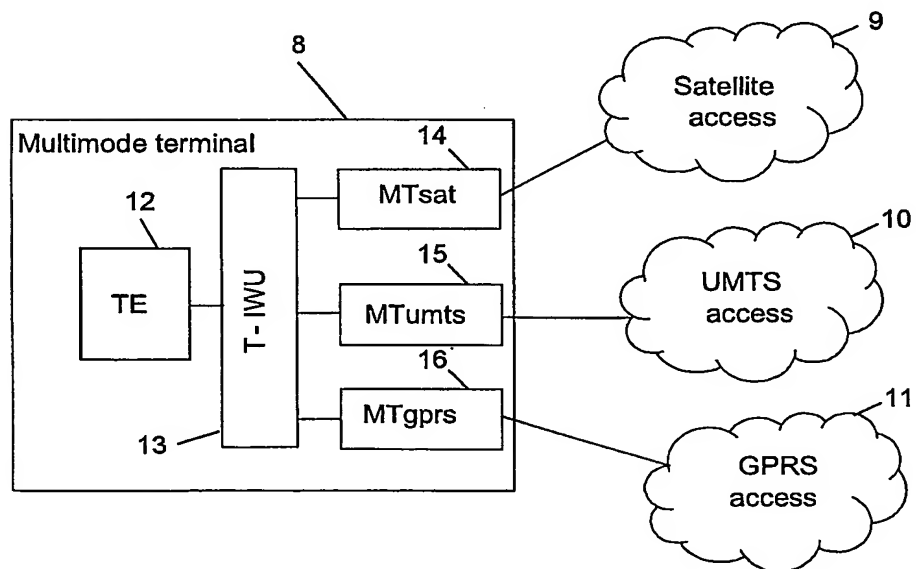 8
9
Satellite
access
Multimode terminal
14
MTsat
12
TE
13
T- IWU
15
MTumts
10
UMTS
access
16
MTgprs
11
GPRS
access